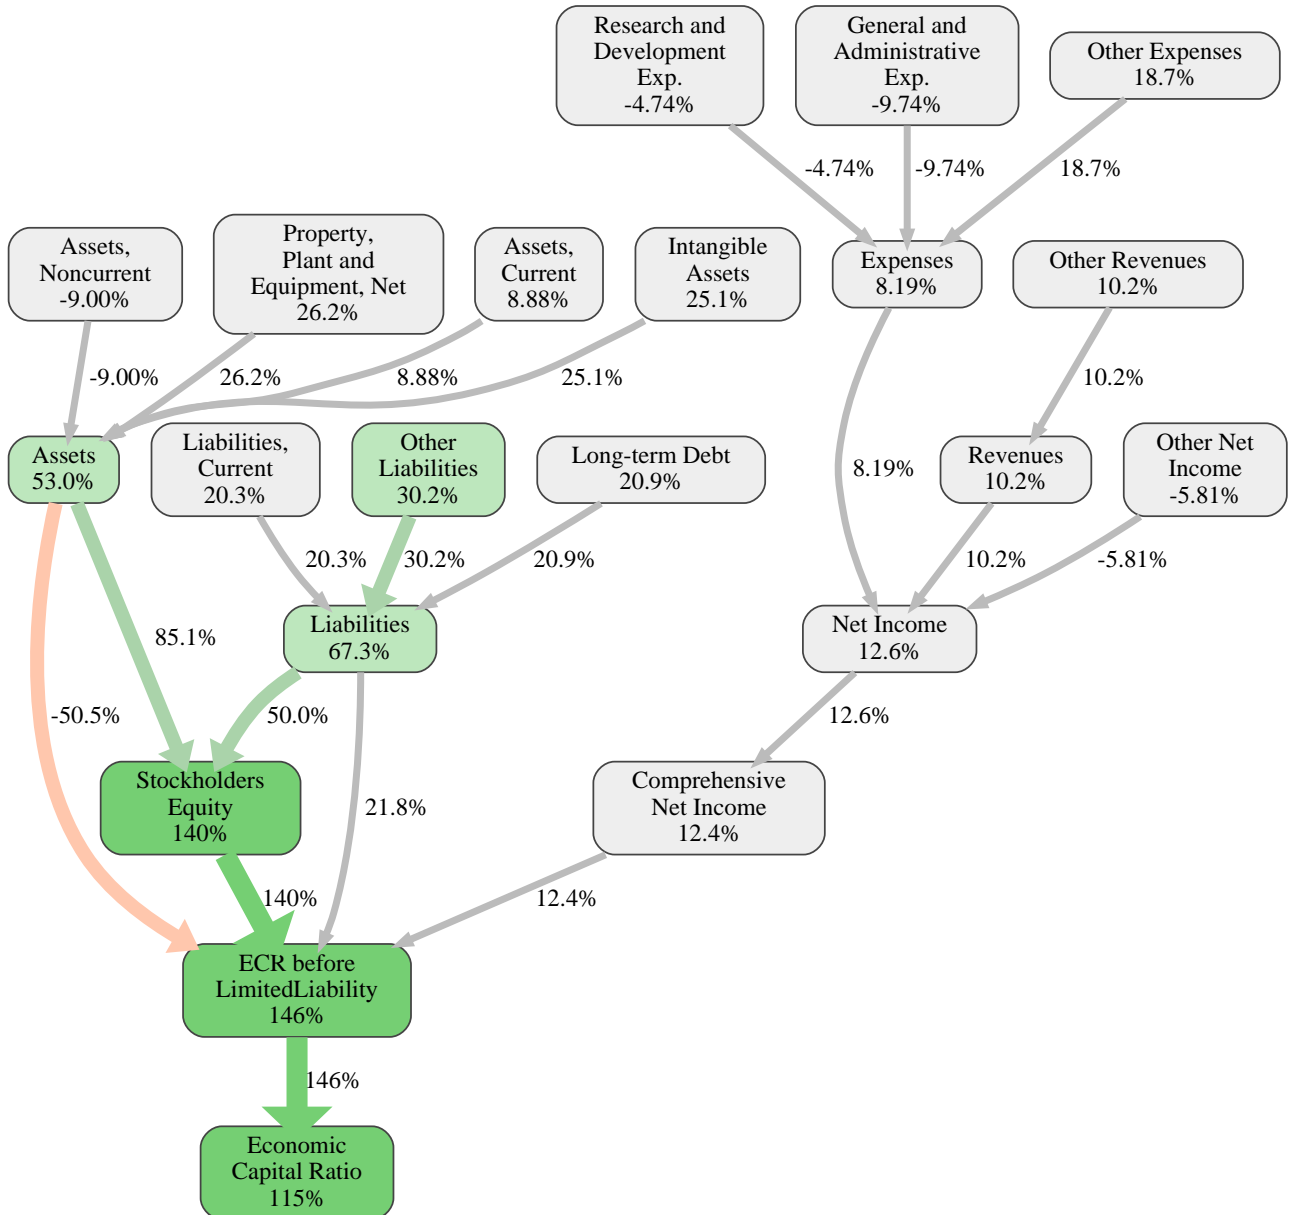 Research and
Development
Exp.
-4.74%
General and
Administrative
Exp.
-9.74%
Other Expenses
18.7%
-4.74%
-9.74%
18.7%
Assets,
Noncurrent
-9.00%
Property,
Plant and
Equipment, Net
26.2%
Assets,
Current
8.88%
Intangible
Assets
25.1%
Expenses
8.19%
Other Revenues
10.2%
-9.00%
26.2%
8.88%
25.1%
10.2%
Assets
53.0%
Liabilities,
Current
20.3%
Other
Liabilities
30.2%
Long-term Debt
20.9%
8.19%
Revenues
10.2%
Other Net
Income
-5.81%
20.3%
30.2%
20.9%
10.2%
-5.81%
85.1%
Liabilities
67.3%
Net Income
12.6%
-50.5%
50.0%
12.6%
Stockholders
Equity
140%
21.8%
Comprehensive
Net Income
12.4%
140%
12.4%
ECR before
LimitedLiability
146%
146%
Economic
Capital Ratio
115%